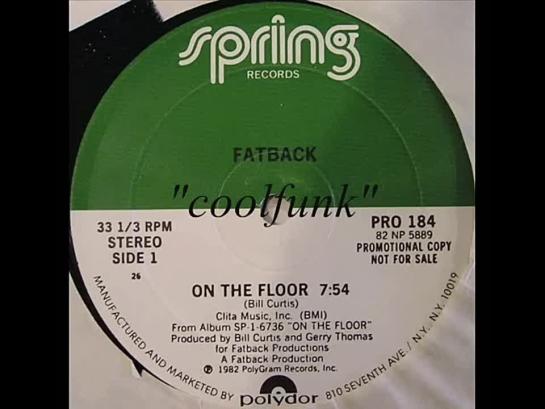 spring
RECORDS
FATBACK
"coolfunk"
33 1/3 RPM
STEREO
SIDE 1
26
PRO 184
82 NP 5889
PROMOTIONAL COPY
NOT FOR SALE
ON THE FLOOR 7:54
(Bill Curtis)
Clita Music, Inc. (BMI)
From Album SP-1-6736 "ON THE FLOOR"
Produced by Bill Curtis and Gerry Thomas
for Fatback Productions
A Fatback Production
℗ 1982 PolyGram Records, Inc.
MANUFACTURED AND MARKETED BY polydor 810 SEVENTH AVE./ N.Y. N.Y. 10019